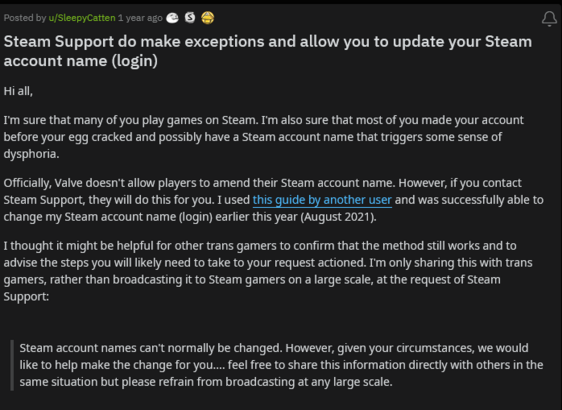 Posted by u/SleepyCatten 1 year ago
Steam Support do make exceptions and allow you to update your Steam
account name (login)
Hi all,
I'm sure that many of you play games on Steam. I'm also sure that most of you made your account
before your egg cracked and possibly have a Steam account name that triggers some sense of
dysphoria.
Officially, Valve doesn't allow players to amend their Steam account name. However, if you contact
Steam Support, they will do this for you. I used this guide by another user and was successfully able to
change my Steam account name (login) earlier this year (August 2021).
I thought it might be helpful for other trans gamers to confirm that the method still works and to
advise the steps you will likely need to take to your request actioned. I'm only sharing this with trans
gamers, rather than broadcasting it to Steam gamers on a large scale, at the request of Steam
Support:
Steam account names can't normally be changed. However, given your circumstances, we would
like to help make the change for you.... feel free to share this information directly with others in the
same situation but please refrain from broadcasting at any large scale.